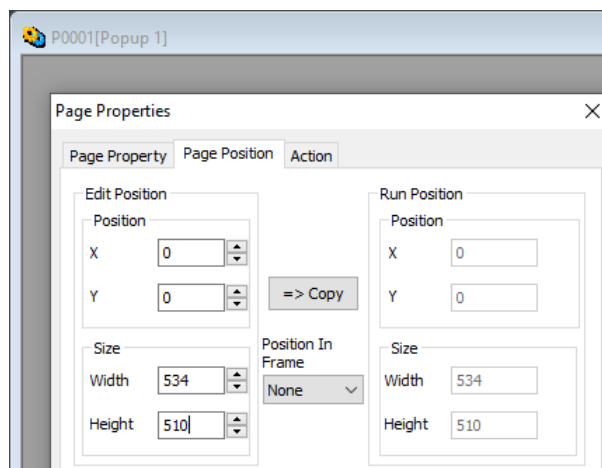 P0001[Popup 1]
Page Properties
Page Property Page Position Action
Edit Position
Position
X 0
Y 0
Size
Width 534
Height 510
=> Copy
Position In
Frame
None
Run Position
Position
X 0
Y 0
Size
Width 534
Height 510